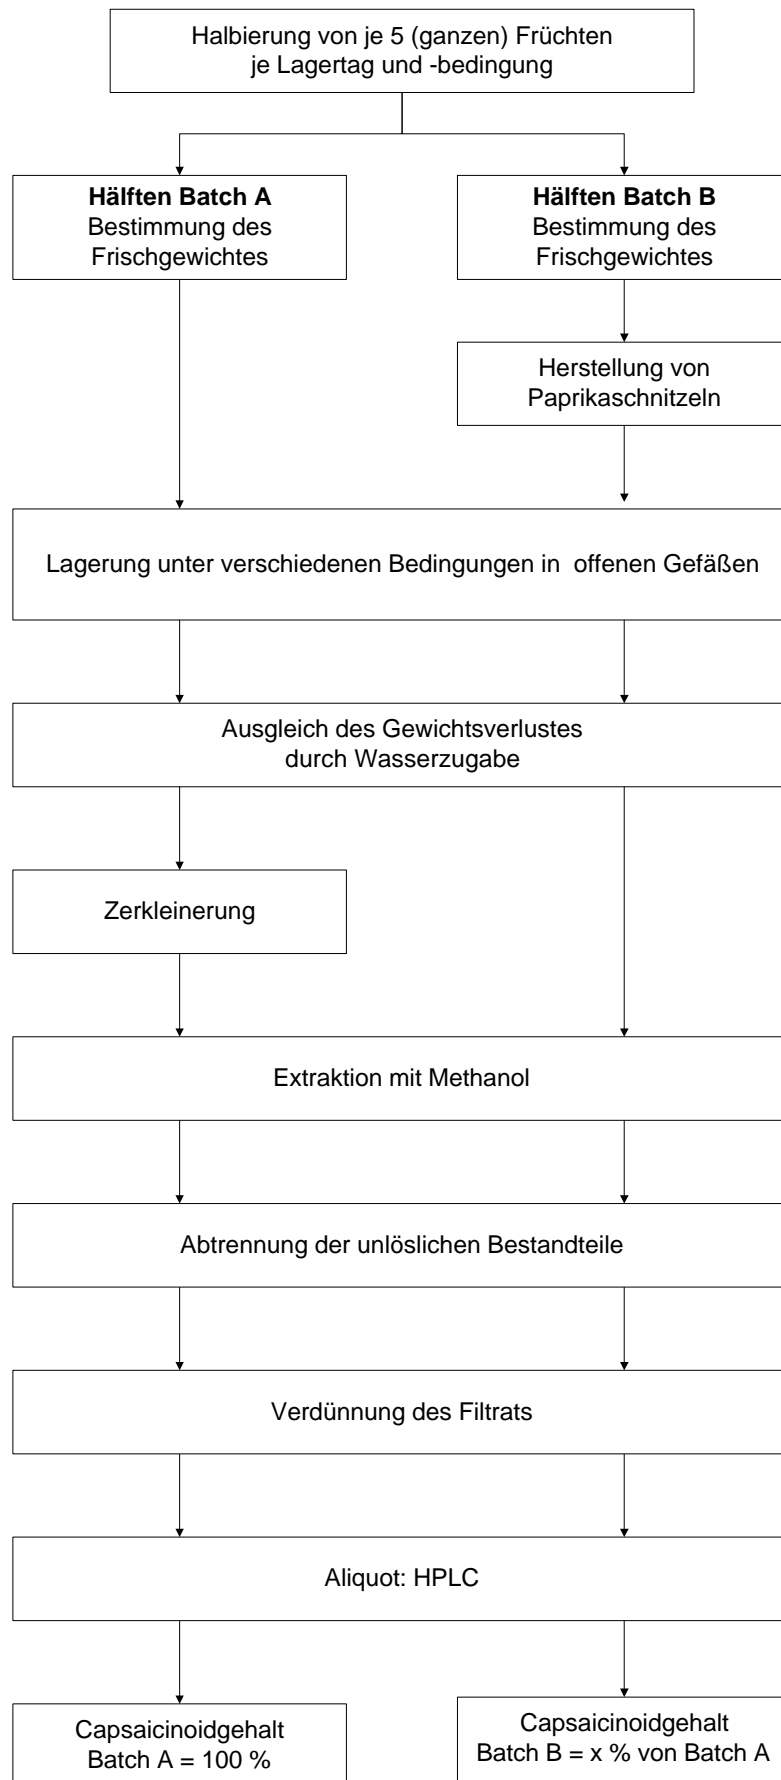 Halbierung von je 5 (ganzen) Früchten
je Lagertag und -bedingung
Hälften Batch A
Bestimmung des
Frischgewichtes
Hälften Batch B
Bestimmung des
Frischgewichtes
Herstellung von
Paprikaschnitzeln
Lagerung unter verschiedenen Bedingungen in  offenen Gefäßen
Ausgleich des Gewichtsverlustes
durch Wasserzugabe
Zerkleinerung
Extraktion mit Methanol
Abtrennung der unlöslichen Bestandteile
Verdünnung des Filtrats
Aliquot: HPLC
Capsaicinoidgehalt
Batch A = 100 %
Capsaicinoidgehalt
Batch B = x % von Batch A